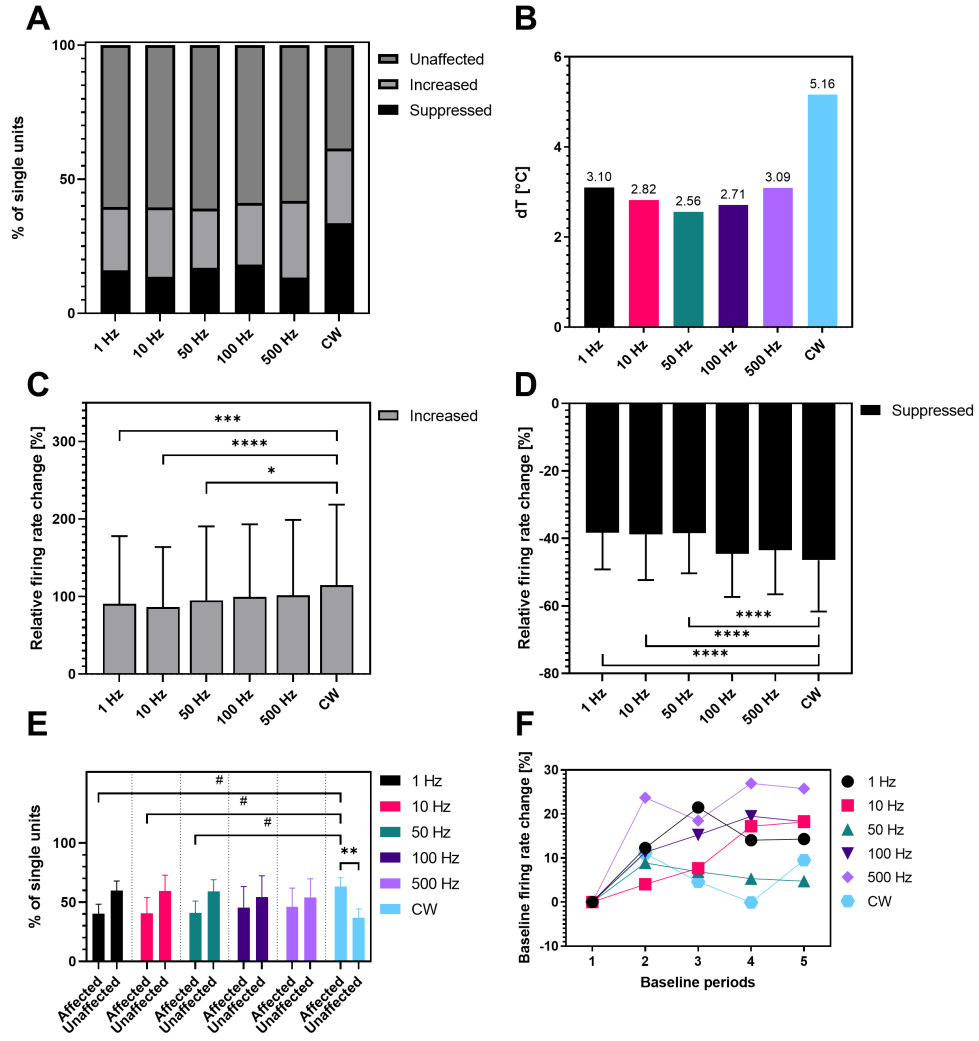 A
% of single units
100
50
0
1 Hz
10 Hz
50 Hz
100 Hz
500 Hz
CW
Unaffected
Increased
Suppressed
B
dT [°C]
6
4
2
0
3.10
2.82
2.56
2.71
3.09
5.16
1 Hz
10 Hz
50 Hz
100 Hz
500 Hz
CW
C
Relative firing rate change [%]
300
200
100
0
***
****
*
1 Hz
10 Hz
50 Hz
100 Hz
500 Hz
CW
Increased
D
Relative firing rate change [%]
0
-20
-40
-60
-80
****
****
****
1 Hz
10 Hz
50 Hz
100 Hz
500 Hz
CW
Suppressed
E
% of single units
100
50
0
#
#
#
**
Affected
Unaffected
Affected
Unaffected
Affected
Unaffected
Affected
Unaffected
Affected
Unaffected
Affected
Unaffected
1 Hz
10 Hz
50 Hz
100 Hz
500 Hz
CW
F
Baseline firing rate change [%]
30
20
10
0
-10
1
2
3
4
5
Baseline periods
1 Hz
10 Hz
50 Hz
100 Hz
500 Hz
CW